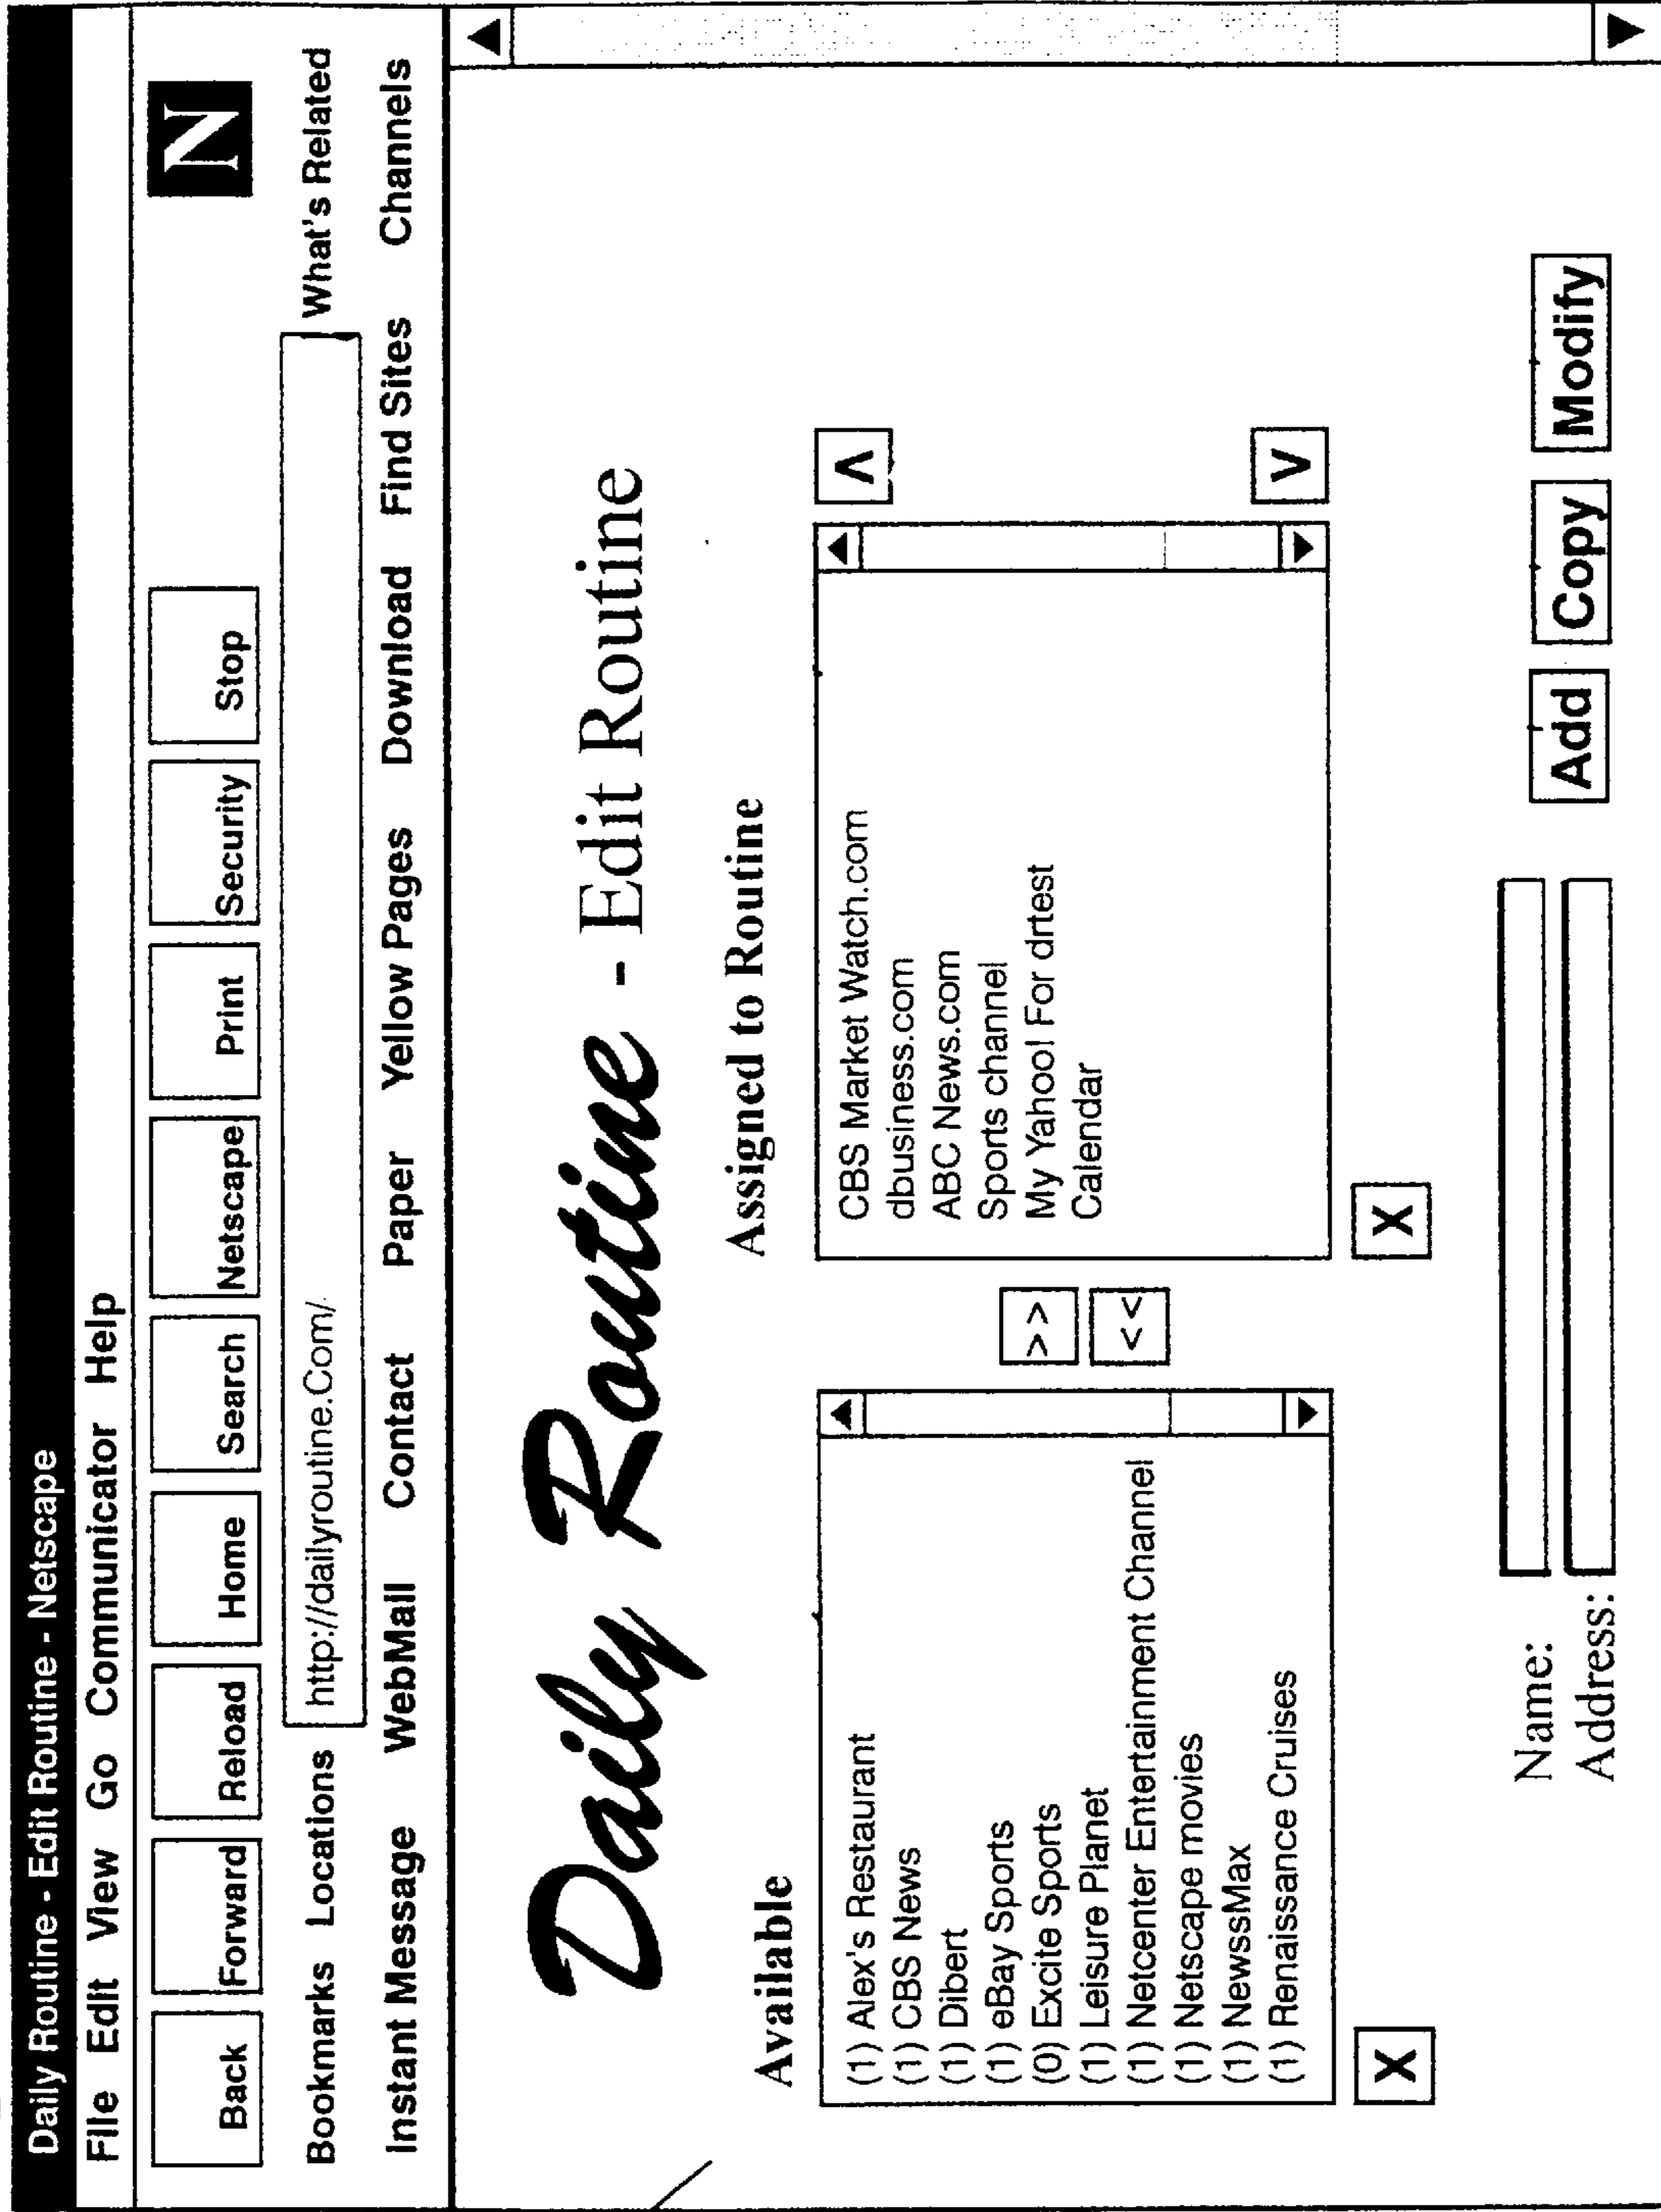 Daily Routine - Edit Routine - Netscape
File Edit View Go Communicator Help
Back Forward Reload Home Search Netscape Print Security Stop N
Bookmarks Locations http://dailyroutine.Com/ What's Related
Instant Message WebMail Contact Paper Yellow Pages Download Find Sites Channels
Daily Routine - Edit Routine
Available
(1) Alex's Restaurant
(1) CBS News
(1) Dibert
(1) eBay Sports
(0) Excite Sports
(1) Leisure Planet
(1) Netcenter Entertainment Channel
(1) Netscape movies
(1) NewssMax
(1) Renaissance Cruises
X
>>
<<
Assigned to Routine
CBS Market Watch.com
dbusiness.com
ABC News.com
Sports channel
My Yahoo! For drtest
Calendar
X
Λ
V
Name:
Address:
Add Copy Modify